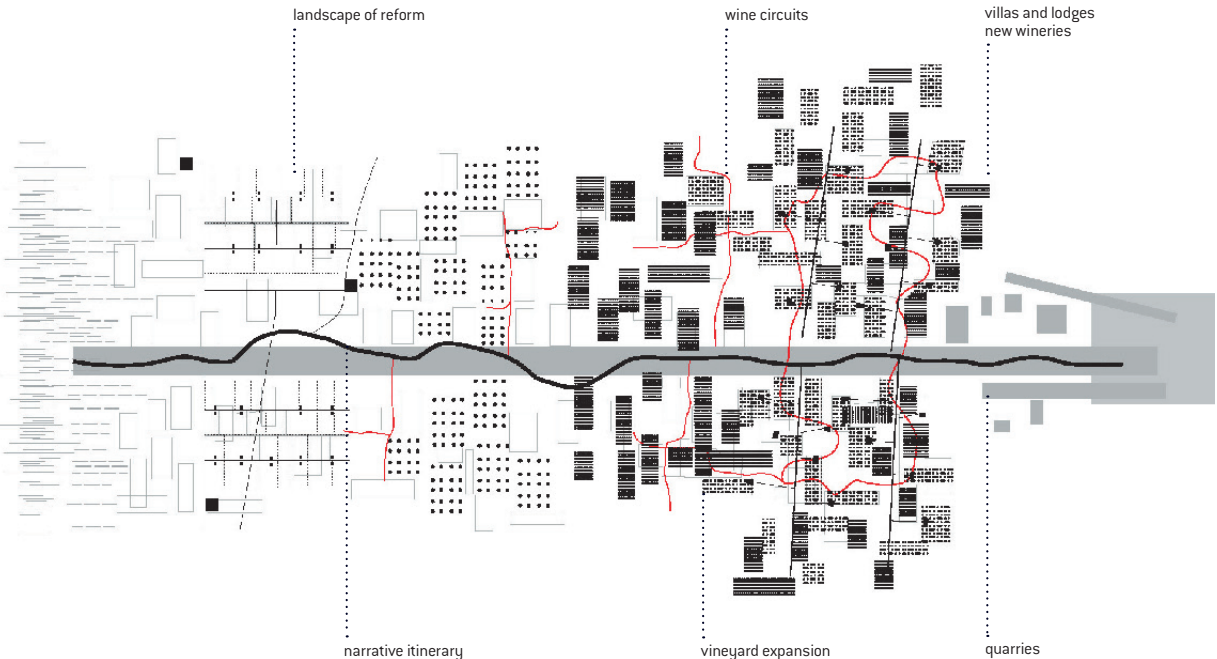 landscape of reform
wine circuits
villas and lodges
new wineries
narrative itinerary
vineyard expansion
quarries